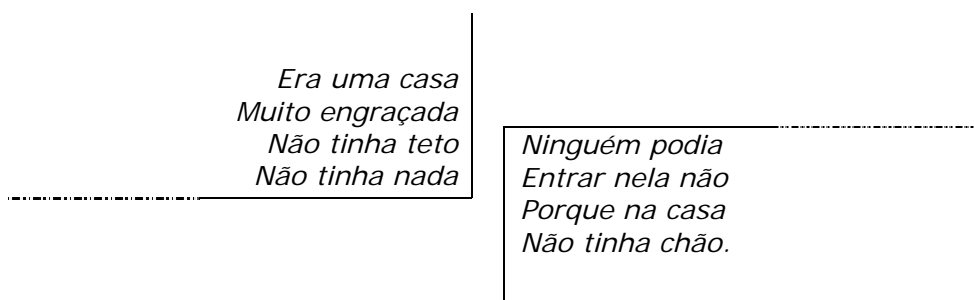 Era uma casa
Muito engraçada
Não tinha teto
Não tinha nada
Ninguém podia
Entrar nela não
Porque na casa
Não tinha chão.